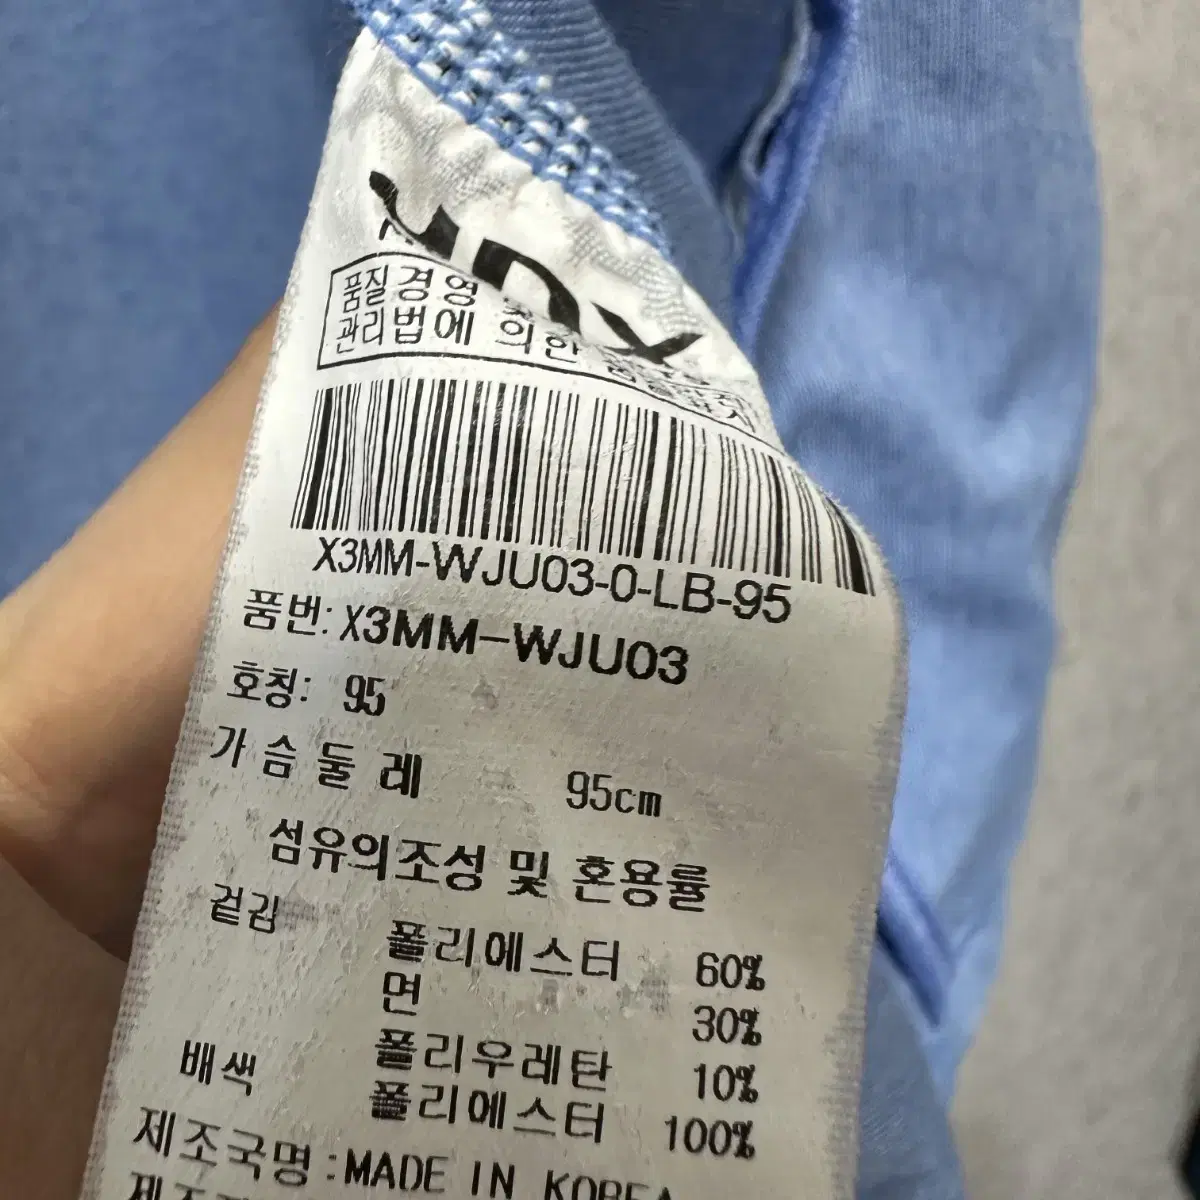 품질경영 및
관리법에 의한
X3MM-WJU03-0-LB-95
품번: X3MM-WJU03
호칭: 95
가슴둘레 95cm
섬유의조성 및 혼용률
겉감 폴리에스터 60%
면 30%
폴리우레탄 10%
배색 폴리에스터 100%
제조국명 : MADE IN KOREA